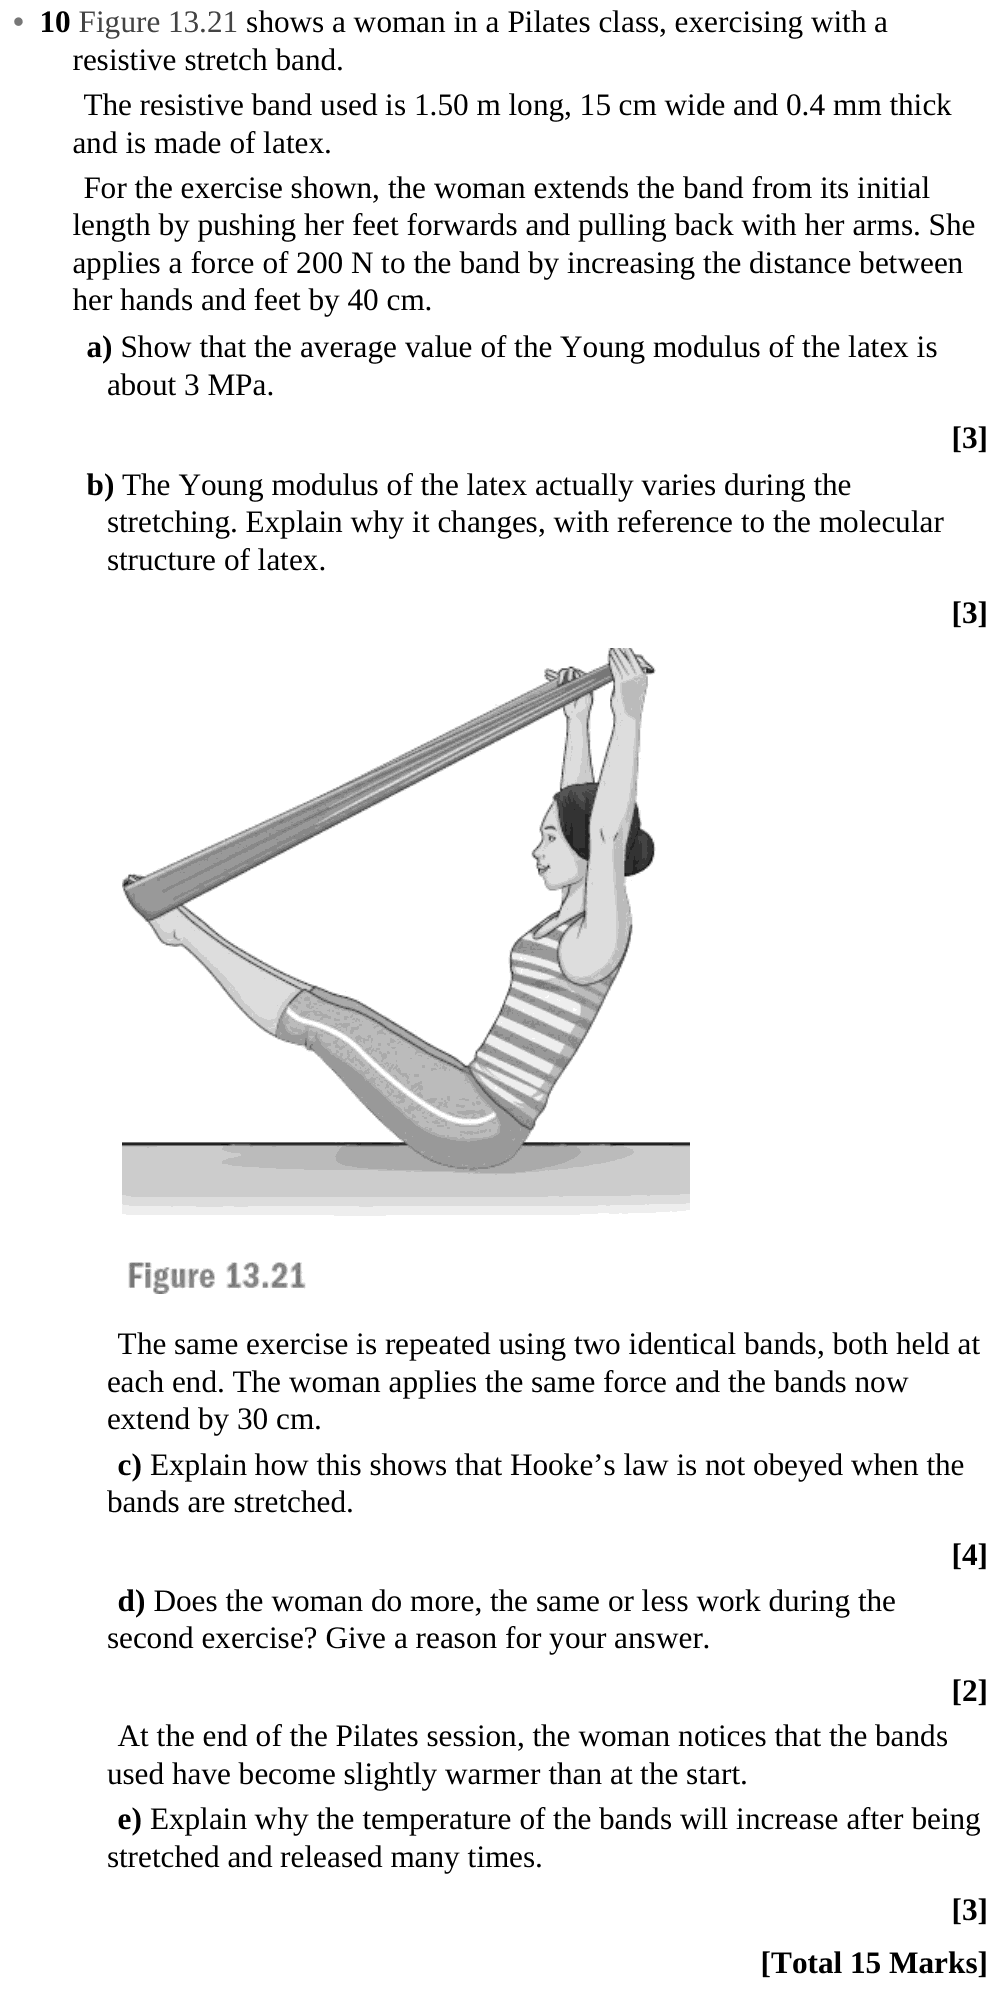 • 10 Figure 13.21 shows a woman in a Pilates class, exercising with a
resistive stretch band.
The resistive band used is 1.50 m long, 15 cm wide and 0.4 mm thick
and is made of latex.
For the exercise shown, the woman extends the band from its initial
length by pushing her feet forwards and pulling back with her arms. She
applies a force of 200 N to the band by increasing the distance between
her hands and feet by 40 cm.
a) Show that the average value of the Young modulus of the latex is
about 3 MPa.
[3]
b) The Young modulus of the latex actually varies during the
stretching. Explain why it changes, with reference to the molecular
structure of latex.
[3]
Figure 13.21
The same exercise is repeated using two identical bands, both held at
each end. The woman applies the same force and the bands now
extend by 30 cm.
c) Explain how this shows that Hooke’s law is not obeyed when the
bands are stretched.
[4]
d) Does the woman do more, the same or less work during the
second exercise? Give a reason for your answer.
[2]
At the end of the Pilates session, the woman notices that the bands
used have become slightly warmer than at the start.
e) Explain why the temperature of the bands will increase after being
stretched and released many times.
[3]
[Total 15 Marks]